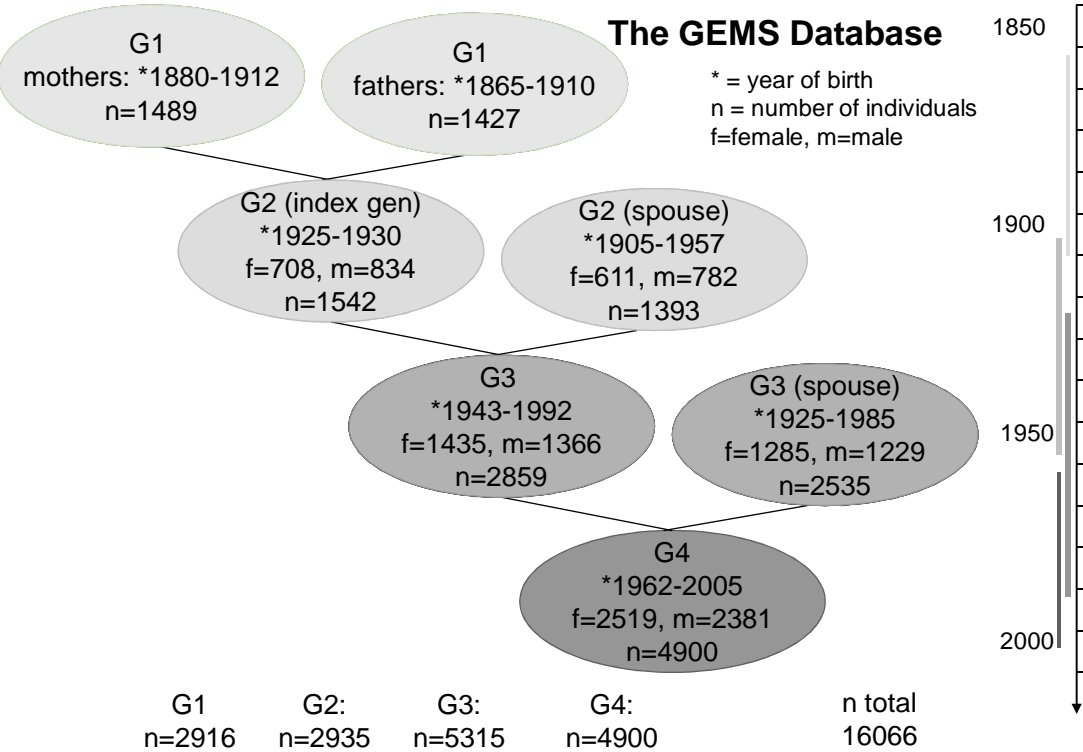 The GEMS Database
* = year of birth
n = number of individuals
f=female, m=male
G1
mothers: *1880-1912
n=1489
G1
fathers: *1865-1910
n=1427
G2 (index gen)
*1925-1930
f=708, m=834
n=1542
G2 (spouse)
*1905-1957
f=611, m=782
n=1393
G3
*1943-1992
f=1435, m=1366
n=2859
G3 (spouse)
*1925-1985
f=1285, m=1229
n=2535
G4
*1962-2005
f=2519, m=2381
n=4900
1850
1900
1950
2000
G1
n=2916
G2:
n=2935
G3:
n=5315
G4:
n=4900
n total
16066